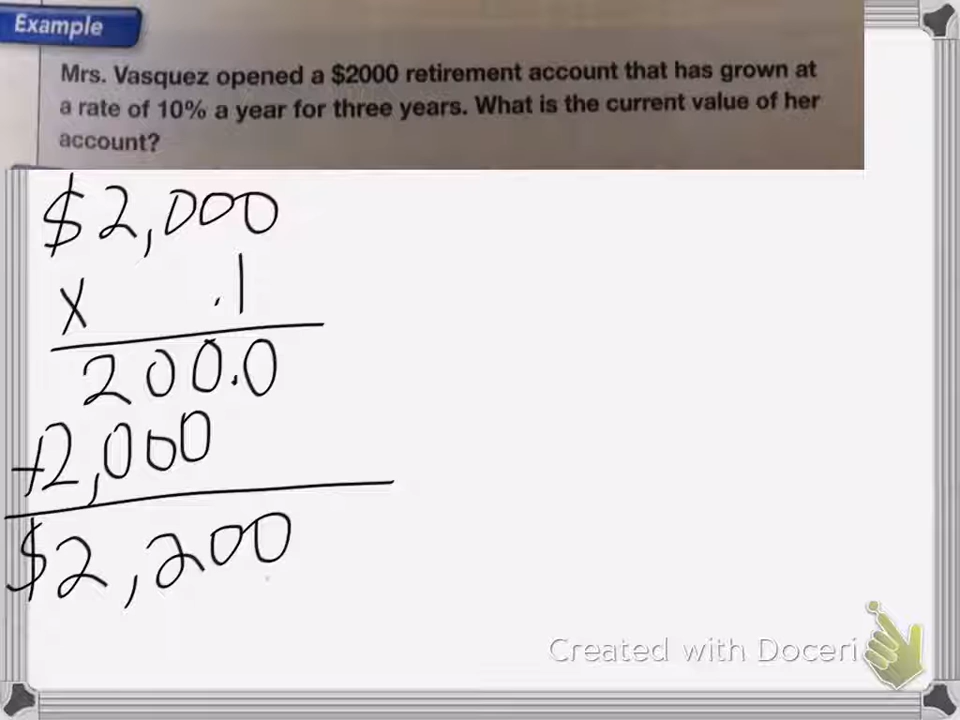 Example
Mrs. Vasquez opened a $2000 retirement account that has grown at
a rate of 10% a year for three years. What is the current value of her
account?
$2,000
x .1
200.0
+2,000
$2,200
Created with Doceri